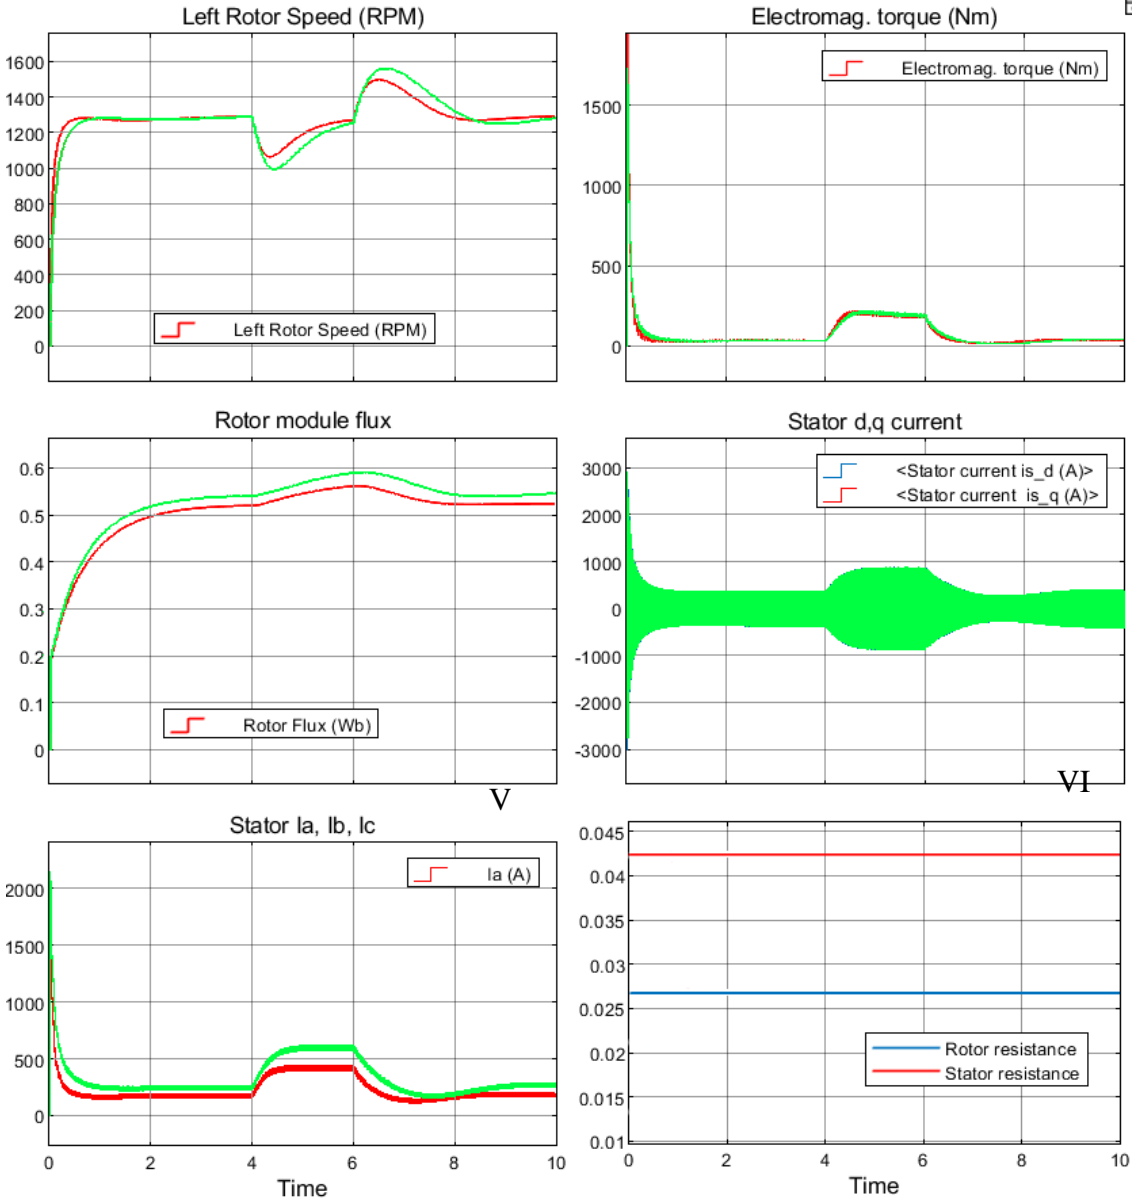 Left Rotor Speed (RPM)
1600
1400
1200
1000
800
600
400
200
0
Left Rotor Speed (RPM)
Electromag. torque (Nm)
1500
1000
500
0
Electromag. torque (Nm)
Rotor module flux
0.6
0.5
0.4
0.3
0.2
0.1
0
Rotor Flux (Wb)
Stator d,q current
3000
2000
1000
0
-1000
-2000
-3000
<Stator current is_d (A)>
<Stator current is_q (A)>
V
VI
Stator Ia, Ib, Ic
2000
1500
1000
500
0
Ia (A)
0 2 4 6 8 10
Time
0.045
0.04
0.035
0.03
0.025
0.02
0.015
0.01
Rotor resistance
Stator resistance
0 2 4 6 8 10
Time